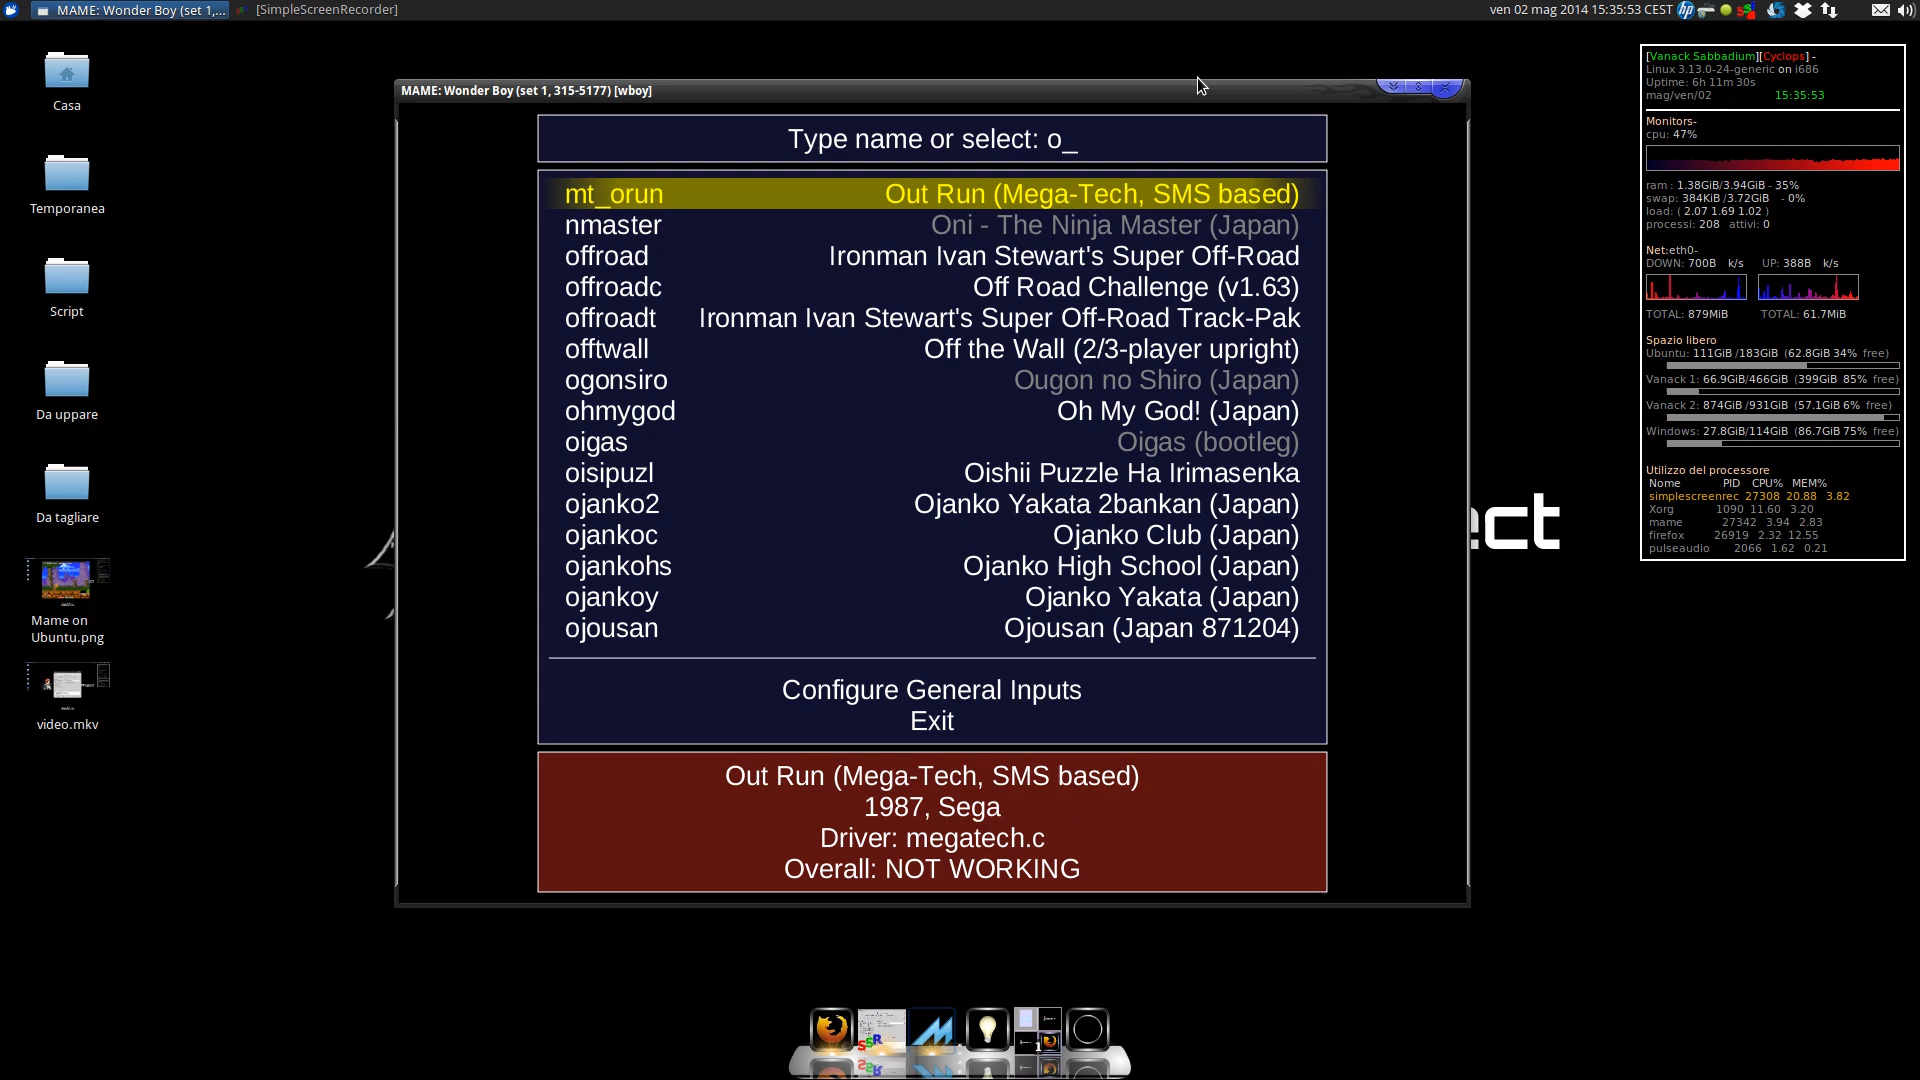 MAME: Wonder Boy (set 1,... [SimpleScreenRecorder] ven 02 mag 2014 15:35:53 CEST
Casa
Temporanea
Script
Da uppare
Da tagliare
Mame on
Ubuntu.png
video.mkv
MAME: Wonder Boy (set 1, 315-5177) [wboy]
Type name or select: o_
mt_orun Out Run (Mega-Tech, SMS based)
nmaster Oni - The Ninja Master (Japan)
offroad Ironman Ivan Stewart's Super Off-Road
offroadc Off Road Challenge (v1.63)
offroadt Ironman Ivan Stewart's Super Off-Road Track-Pak
offtwall Off the Wall (2/3-player upright)
ogonsiro Ougon no Shiro (Japan)
ohmygod Oh My God! (Japan)
oigas Oigas (bootleg)
oisipuzl Oishii Puzzle Ha Irimasenka
ojanko2 Ojanko Yakata 2bankan (Japan)
ojankoc Ojanko Club (Japan)
ojankohs Ojanko High School (Japan)
ojankoy Ojanko Yakata (Japan)
ojousan Ojousan (Japan 871204)
Configure General Inputs
Exit
Out Run (Mega-Tech, SMS based)
1987, Sega
Driver: megatech.c
Overall: NOT WORKING
ect
[Vanack Sabbadium][Cyclops] -
Linux 3.13.0-24-generic on i686
Uptime: 6h 11m 30s
mag/ven/02 15:35:53
Monitors-
cpu: 47%
ram : 1.38GiB/3.94GiB - 35%
swap: 384KiB /3.72GiB - 0%
load: ( 2.07 1.69 1.02 )
processi: 208 attivi: 0
Net:eth0-
DOWN: 700B k/s UP: 388B k/s
TOTAL: 879MiB TOTAL: 61.7MiB
Spazio libero
Ubuntu: 111GiB /183GiB (62.8GiB 34% free)
Vanack 1: 66.9GiB/466GiB (399GiB 85% free)
Vanack 2: 874GiB /931GiB (57.1GiB 6% free)
Windows: 27.8GiB/114GiB (86.7GiB 75% free)
Utilizzo del processore
Nome PID CPU% MEM%
simplescreenrec 27308 20.88 3.82
Xorg 1090 11.60 3.20
mame 27342 3.94 2.83
firefox 26919 2.32 12.55
pulseaudio 2066 1.62 0.21